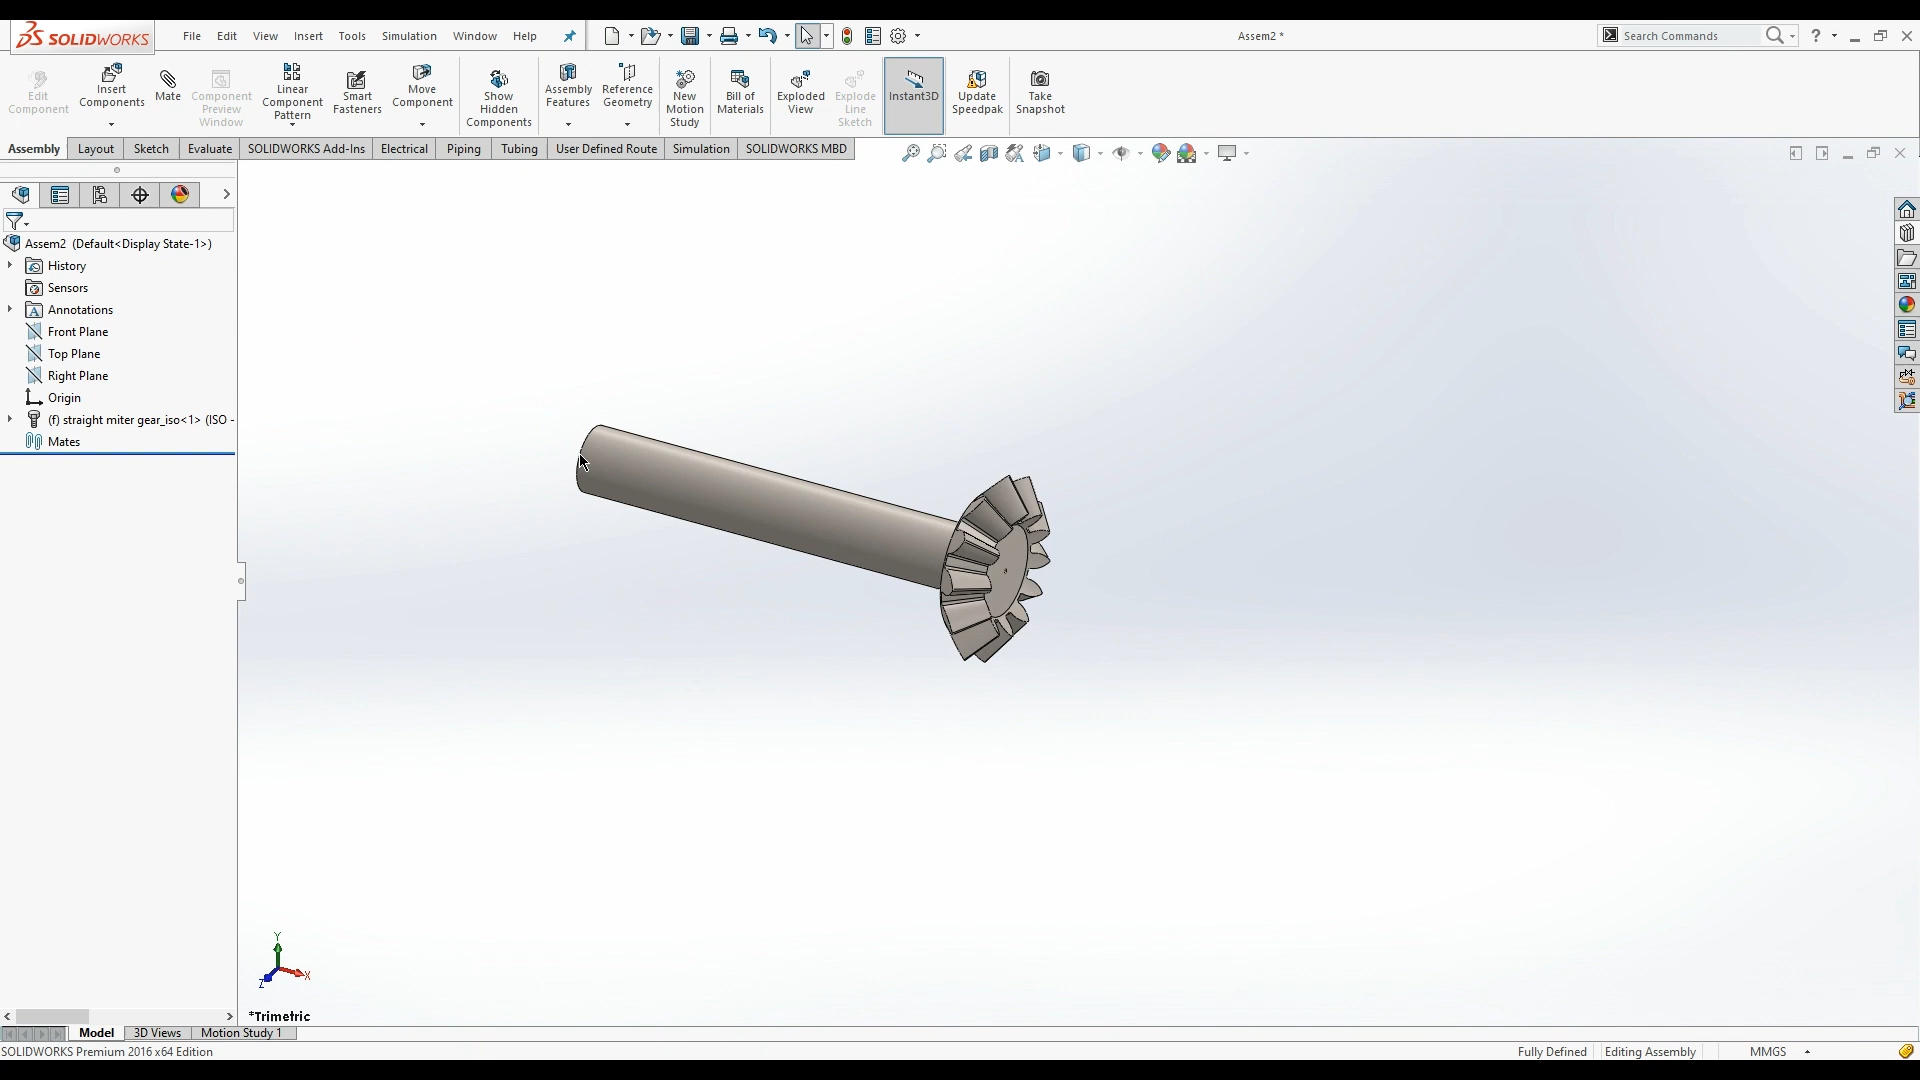 SOLIDWORKS File Edit View Insert Tools Simulation Window Help Assem2 * Search Commands ?
Edit Component
Insert Components
Mate
Component Preview Window
Linear Component Pattern
Smart Fasteners
Move Component
Show Hidden Components
Assembly Features
Reference Geometry
New Motion Study
Bill of Materials
Exploded View
Explode Line Sketch
Instant3D
Update Speedpak
Take Snapshot
Assembly Layout Sketch Evaluate SOLIDWORKS Add-Ins Electrical Piping Tubing User Defined Route Simulation SOLIDWORKS MBD
Assem2 (Default<Display State-1>)
History
Sensors
Annotations
Front Plane
Top Plane
Right Plane
Origin
(f) straight miter gear_iso<1> (ISO -
Mates
Y
X
Z
*Trimetric
Model 3D Views Motion Study 1
SOLIDWORKS Premium 2016 x64 Edition Fully Defined Editing Assembly MMGS